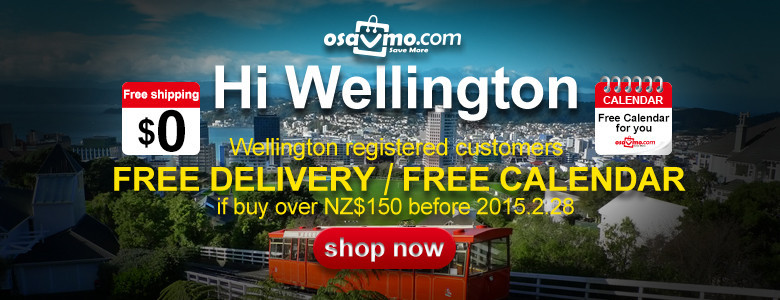 osavmo.com
Save More
Hi Wellington
Free shipping
$0
CALENDAR
Free Calendar
for you
osavmo.com
Wellington registered customers
FREE DELIVERY / FREE CALENDAR
if buy over NZ$150 before 2015.2.28
shop now